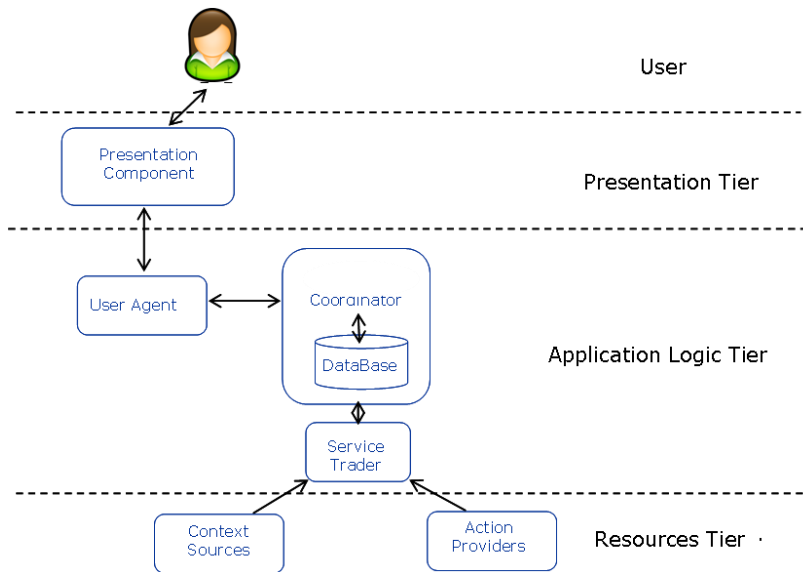 User
Presentation
Component
Presentation Tier
User Agent
Coordinator
DataBase
Application Logic Tier
Service
Trader
Context
Sources
Action
Providers
Resources Tier .